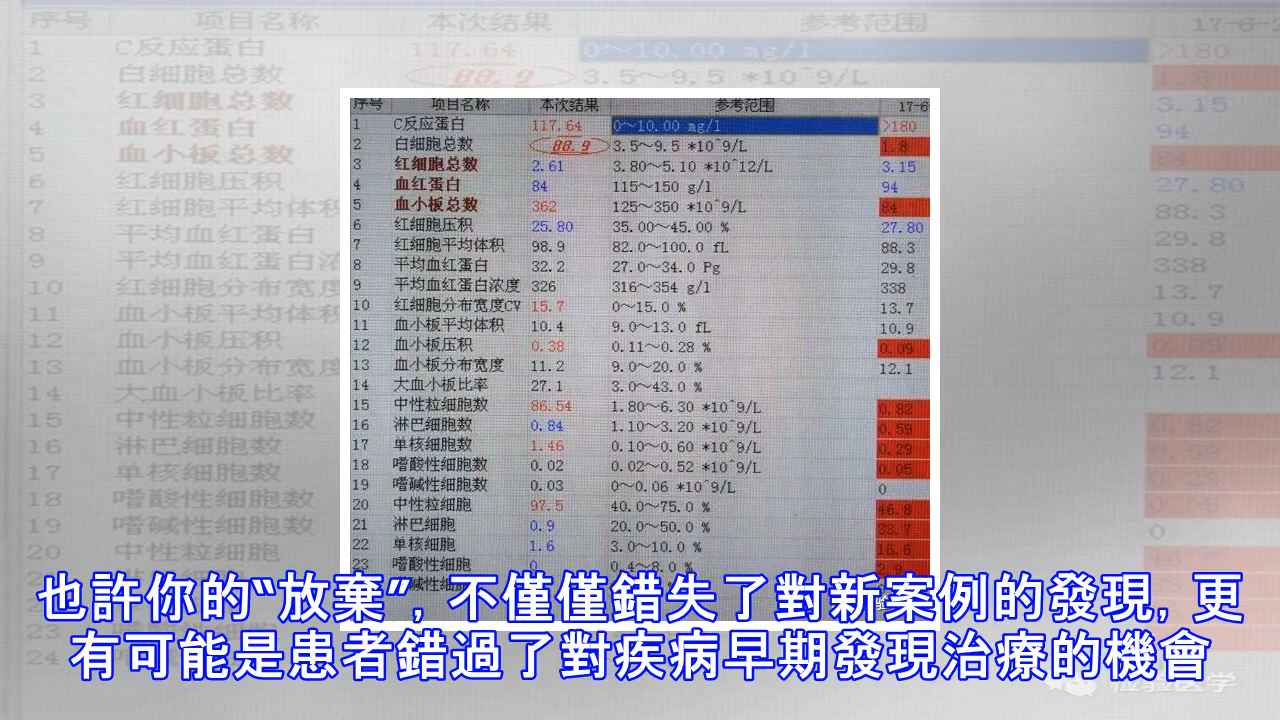 序号 项目名称 本次结果 参考范围 17-6
1 C反应蛋白 117.64 0～10.00 mg/l >180
2 白细胞总数 88.9 3.5～9.5 *10^9/L 1.8
3 红细胞总数 2.61 3.80～5.10 *10^12/L 3.15
4 血红蛋白 84 115～150 g/l 94
5 血小板总数 362 125～350 *10^9/L 84
6 红细胞压积 25.80 35.00～45.00 % 27.80
7 红细胞平均体积 98.9 82.0～100.0 fL 88.3
8 平均血红蛋白 32.2 27.0～34.0 Pg 29.8
9 平均血红蛋白浓度 326 316～354 g/l 338
10 红细胞分布宽度CV 15.7 0～15.0 % 13.7
11 血小板平均体积 10.4 9.0～13.0 fL 10.9
12 血小板压积 0.38 0.11～0.28 % 0.09
13 血小板分布宽度 11.2 9.0～20.0 % 12.1
14 大血小板比率 27.1 3.0～43.0 %
15 中性粒细胞数 86.54 1.80～6.30 *10^9/L 0.82
16 淋巴细胞数 0.84 1.10～3.20 *10^9/L 0.59
17 单核细胞数 1.46 0.10～0.60 *10^9/L 0.29
18 嗜酸性细胞数 0.02 0.02～0.52 *10^9/L 0.05
19 嗜碱性细胞数 0.03 0～0.06 *10^9/L 0
20 中性粒细胞 97.5 40.0～75.0 % 46.8
21 淋巴细胞 0.9 20.0～50.0 % 33.7
22 单核细胞 1.6 3.0～10.0 % 16.6
23 嗜酸性细胞 0 0.4～8.0 % 2.9
也許你的“放棄”, 不僅僅錯失了對新案例的發現, 更
有可能是患者錯過了對疾病早期發現治療的機會
检验医学